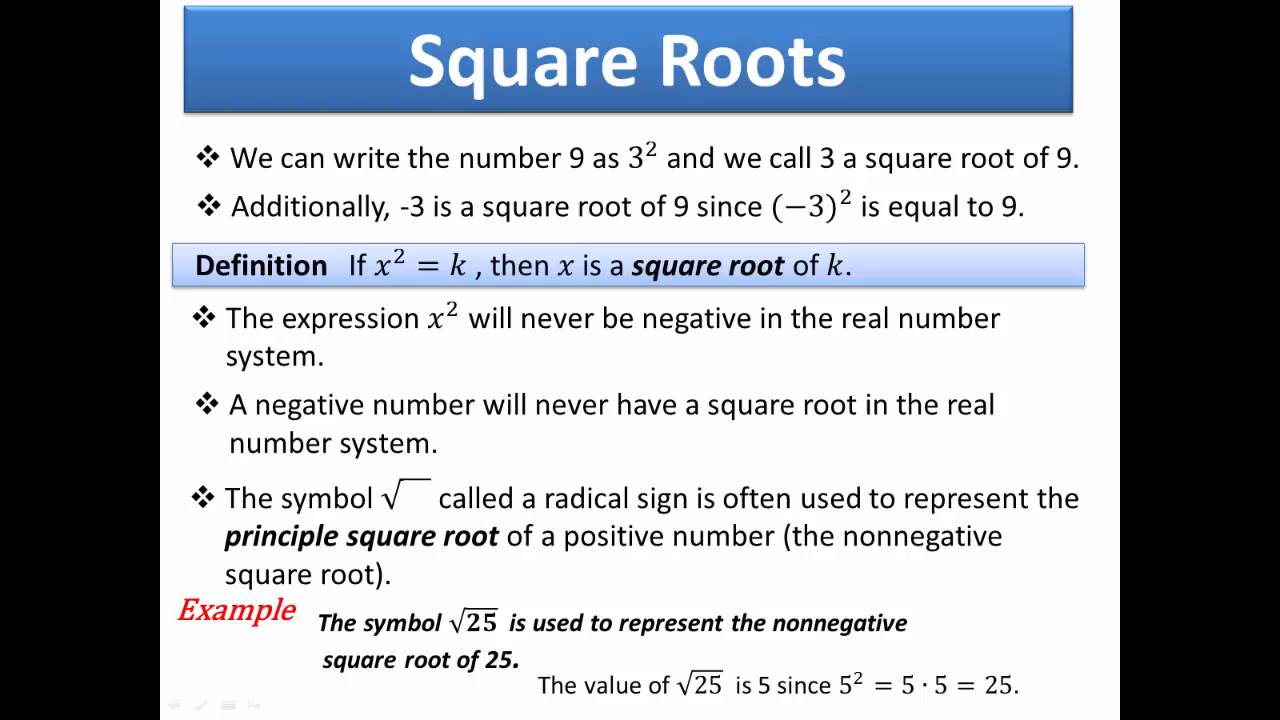 Square Roots
❖ We can write the number 9 as 3² and we call 3 a square root of 9.
❖ Additionally, -3 is a square root of 9 since (−3)² is equal to 9.
Definition If x² = k , then x is a square root of k.
❖ The expression x² will never be negative in the real number
system.
❖ A negative number will never have a square root in the real
number system.
❖ The symbol √ called a radical sign is often used to represent the
principle square root of a positive number (the nonnegative
square root).
Example The symbol √25 is used to represent the nonnegative
square root of 25.
The value of √25 is 5 since 5² = 5 · 5 = 25.